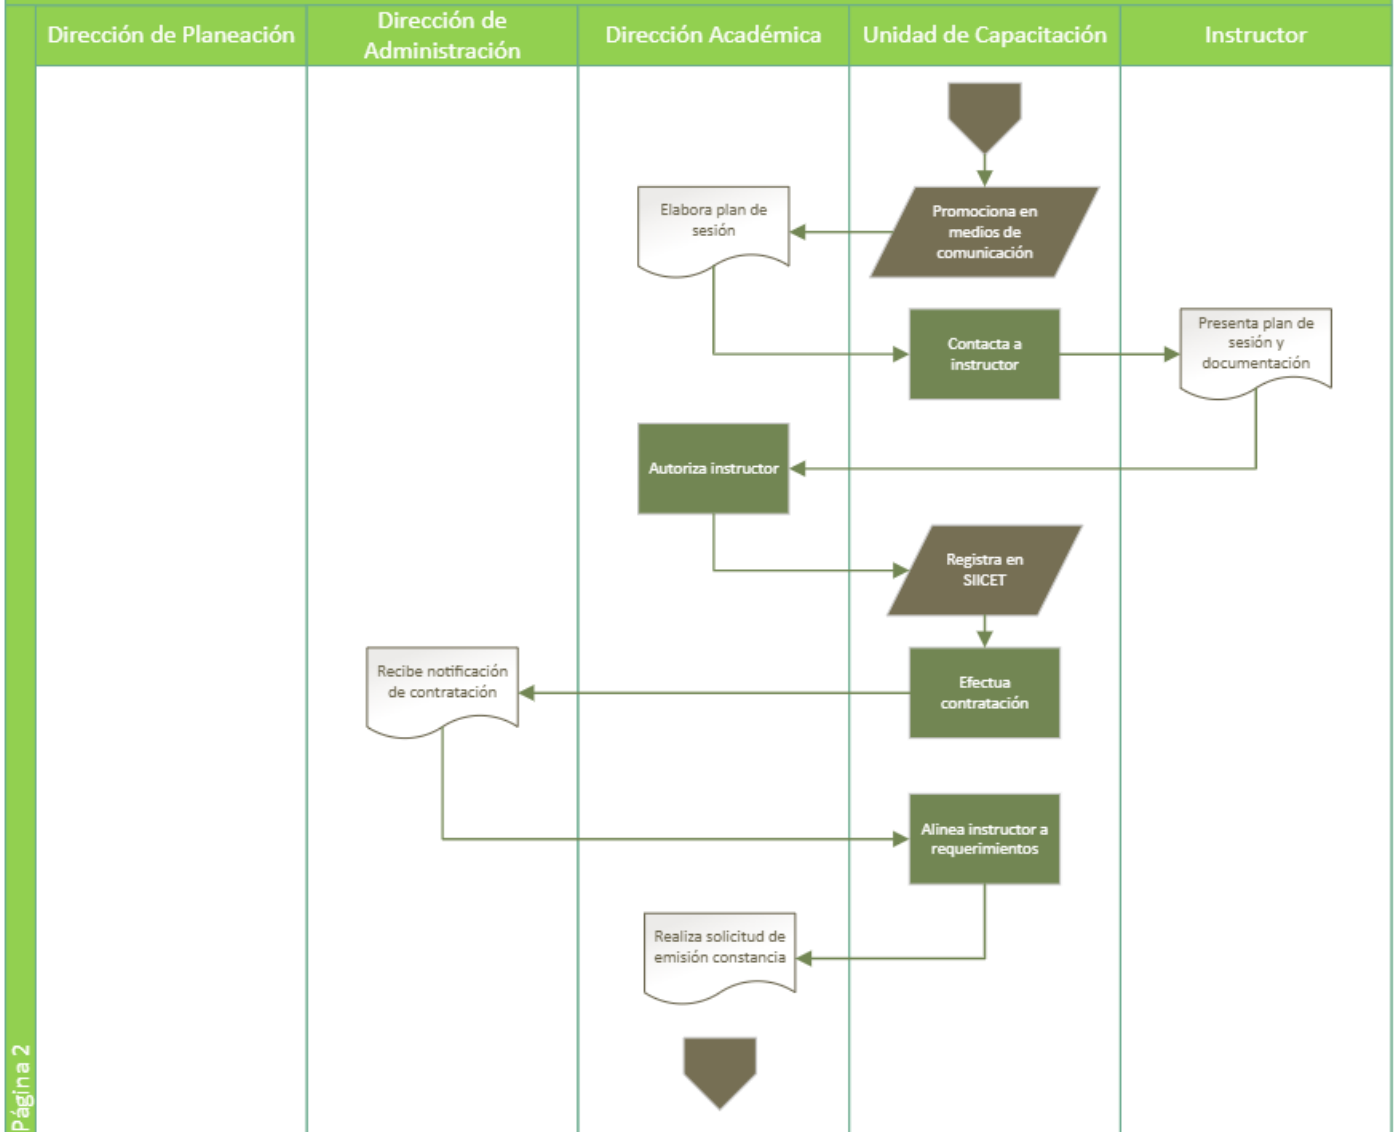 Dirección de Planeación
Dirección de
Administración
Dirección Académica
Unidad de Capacitación
Instructor
Promociona en
medios de
comunicación
Elabora plan de
sesión
Contacta a
instructor
Presenta plan de
sesión y
documentación
Autoriza instructor
Registra en
SIICET
Efectua
contratación
Recibe notificación
de contratación
Alinea instructor a
requerimientos
Realiza solicitud de
emisión constancia
Página 2